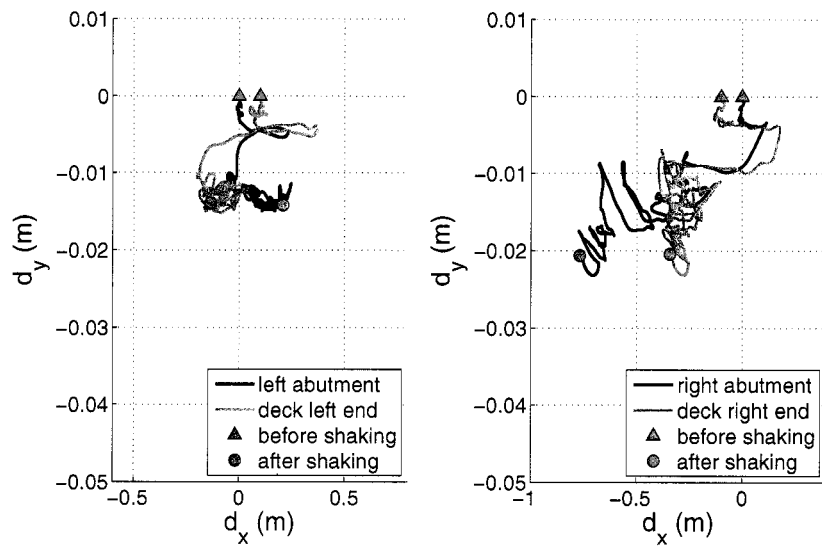 0.01
0
-0.01
-0.02
-0.03
-0.04
-0.05
d_y (m)
left abutment
deck left end
before shaking
after shaking
-0.5
0
0.5
d_x (m)
0.01
0
-0.01
-0.02
-0.03
-0.04
-0.05
d_y (m)
right abutment
deck right end
before shaking
after shaking
-1
-0.5
0
d_x (m)